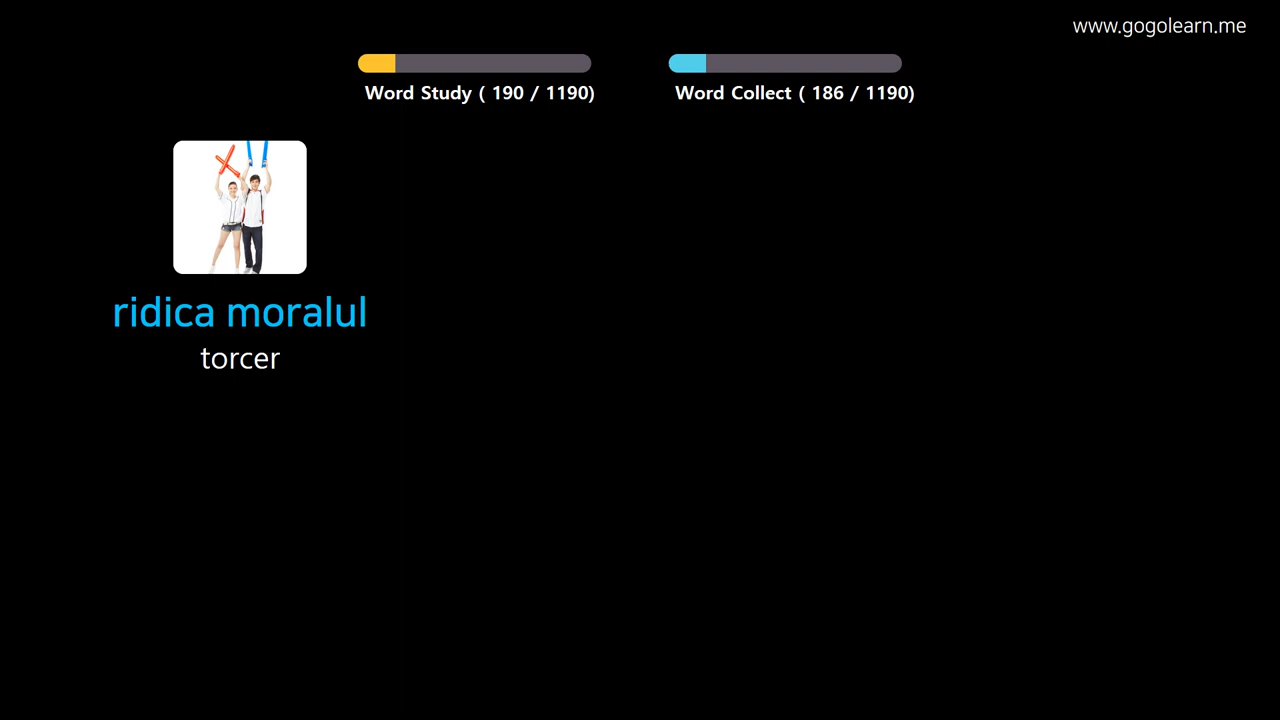 www.gogolearn.me
Word Study ( 190 / 1190)
Word Collect ( 186 / 1190)
ridica moralul
torcer